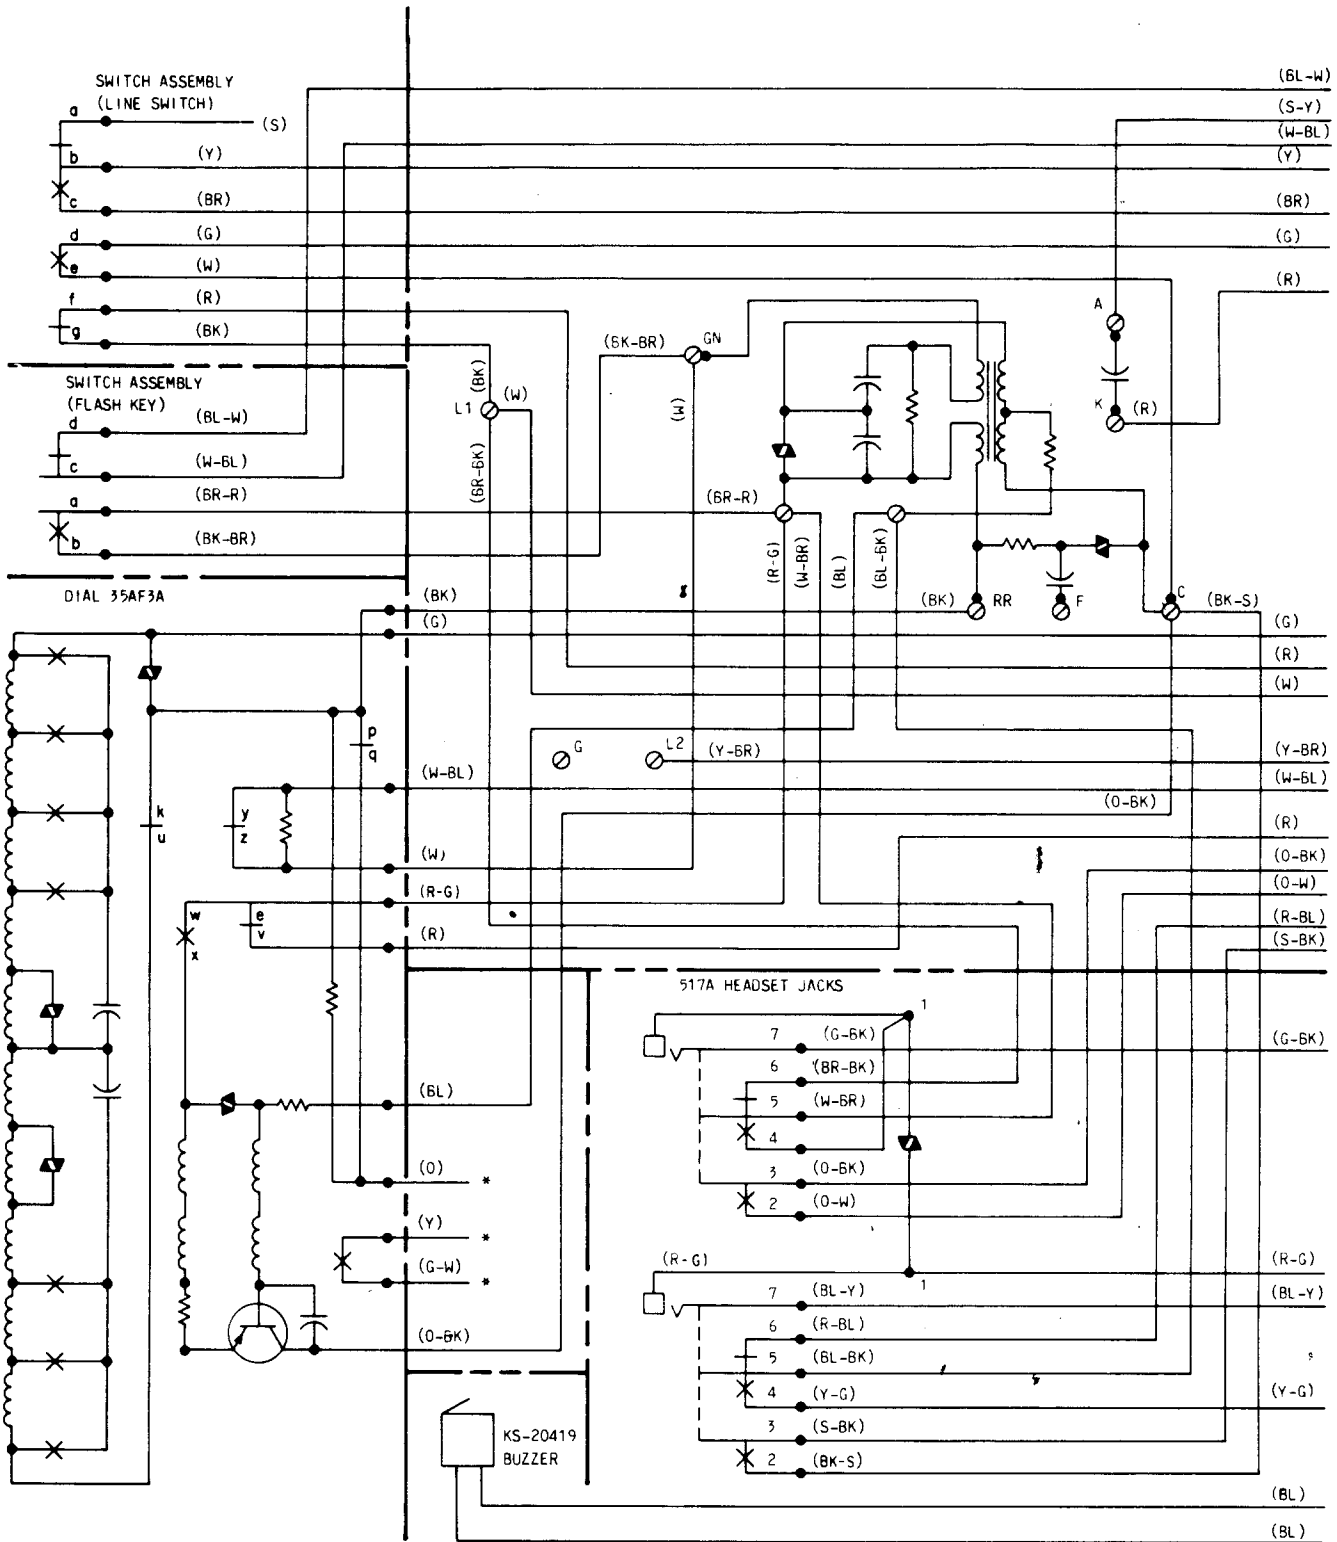 (BL-W)
SWITCH ASSEMBLY
(LINE SWITCH)
(S-Y)
a
(S)
(W-BL)
b
(Y)
(Y)
c
(BR)
(BR)
d
(G)
(G)
e
(W)
f
(R)
(R)
g
(BK)
A
(BK-BR)
GN
SWITCH ASSEMBLY
(FLASH KEY)
(BK)
L1
(W)
(W)
K
(R)
d
(BL-W)
c
(W-BL)
(BR-BK)
a
(BR-R)
(BR-R)
b
(BK-BR)
(R-G)
(W-BR)
(BL)
(BL-BK)
DIAL 35AF3A
(BK)
(BK)
RR
F
C
(BK-S)
(G)
(G)
(R)
(W)
p
q
G
L2
(Y-BR)
(Y-BR)
(W-BL)
(W-BL)
(O-BK)
k
u
y
z
(R)
(W)
(O-BK)
(O-W)
(R-G)
w
e
v
x
(R)
(R-BL)
(S-BK)
517A HEADSET JACKS
1
7
(G-BK)
(G-BK)
6
(BR-BK)
5
(W-BR)
(BL)
4
3
(O-BK)
(O)
*
2
(O-W)
(Y)
*
(G-W)
*
(R-G)
(R-G)
1
7
(BL-Y)
(BL-Y)
6
(R-BL)
(O-BK)
5
(BL-BK)
4
(Y-G)
(Y-G)
3
(S-BK)
KS-20419
BUZZER
2
(BK-S)
(BL)
(BL)